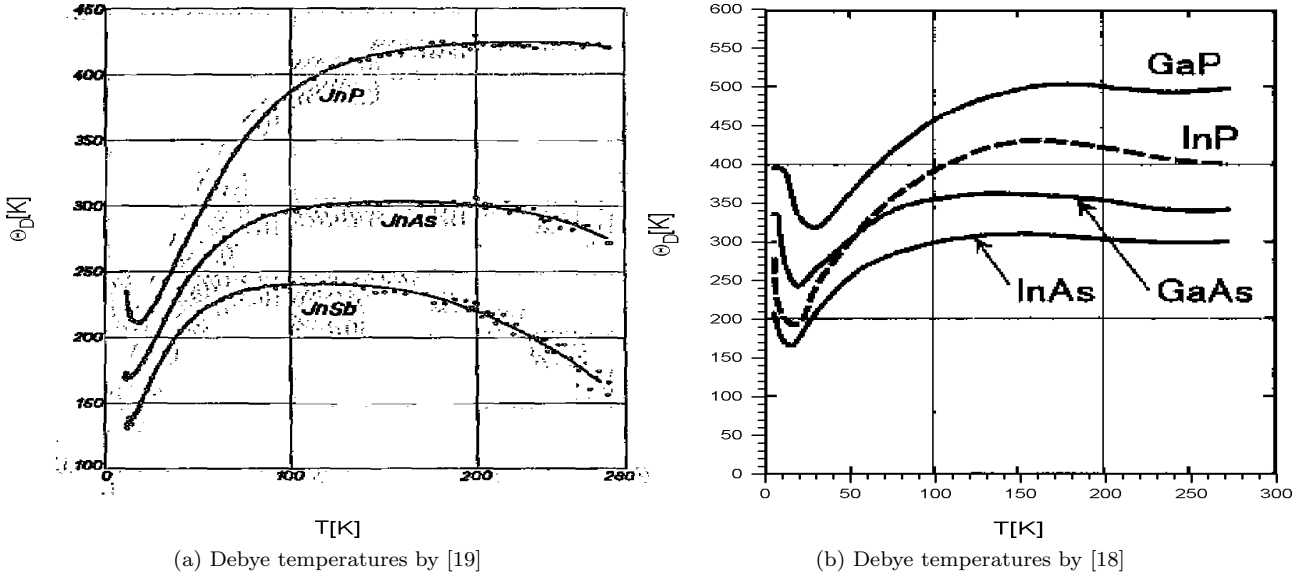 450
400
350
300
250
200
150
100
Θ_D[K]
JnP
JnAs
JnSb
0 100 200 280
T[K]
(a) Debye temperatures by [19]
600
550
500
450
400
350
300
250
200
150
100
50
0
Θ_D[K]
GaP
InP
InAs GaAs
0 50 100 150 200 250 300
T[K]
(b) Debye temperatures by [18]